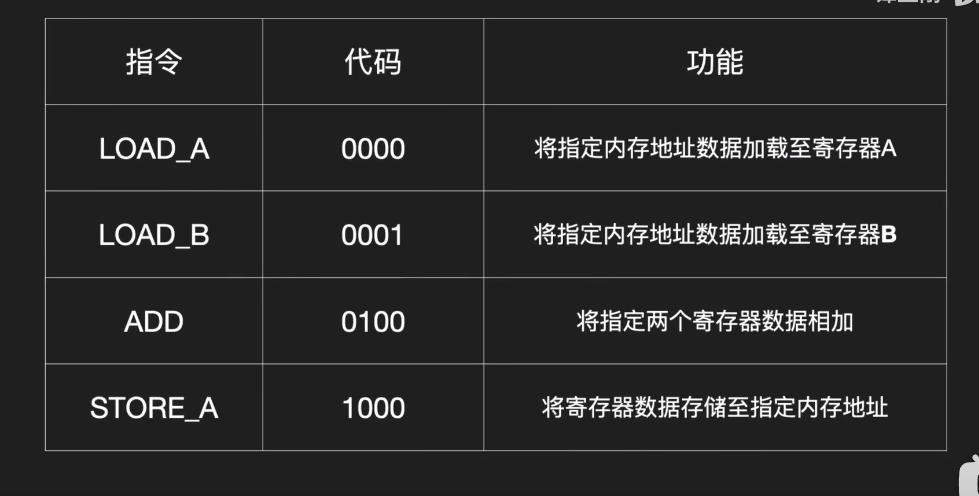 指令 代码 功能
LOAD_A 0000 将指定内存地址数据加载至寄存器A
LOAD_B 0001 将指定内存地址数据加载至寄存器B
ADD 0100 将指定两个寄存器数据相加
STORE_A 1000 将寄存器数据存储至指定内存地址